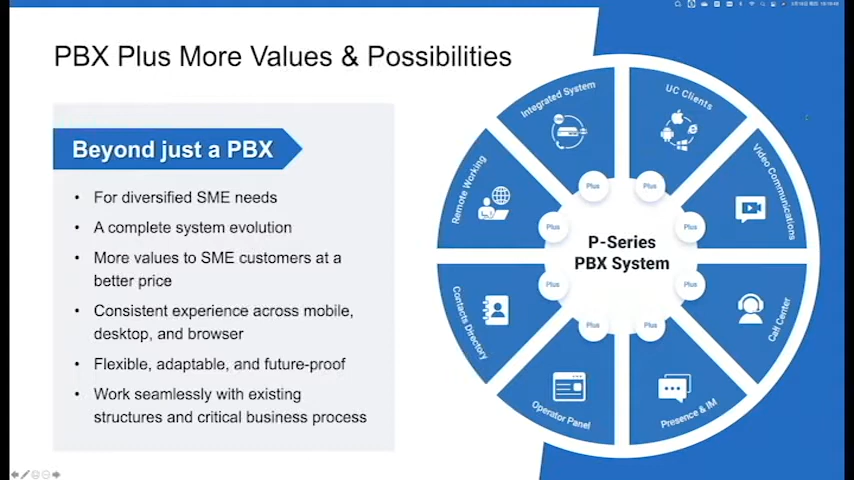 PBX Plus More Values & Possibilities
Beyond just a PBX
• For diversified SME needs
• A complete system evolution
• More values to SME customers at a
better price
• Consistent experience across mobile,
desktop, and browser
• Flexible, adaptable, and future-proof
• Work seamlessly with existing
structures and critical business process
Integrated System
UC Clients
Remote Working
Video Communications
Plus
Plus
Plus
Plus
P-Series
PBX System
Plus
Plus
Plus
Plus
Contacts Directory
Call Center
Operator Panel
Presence & IM